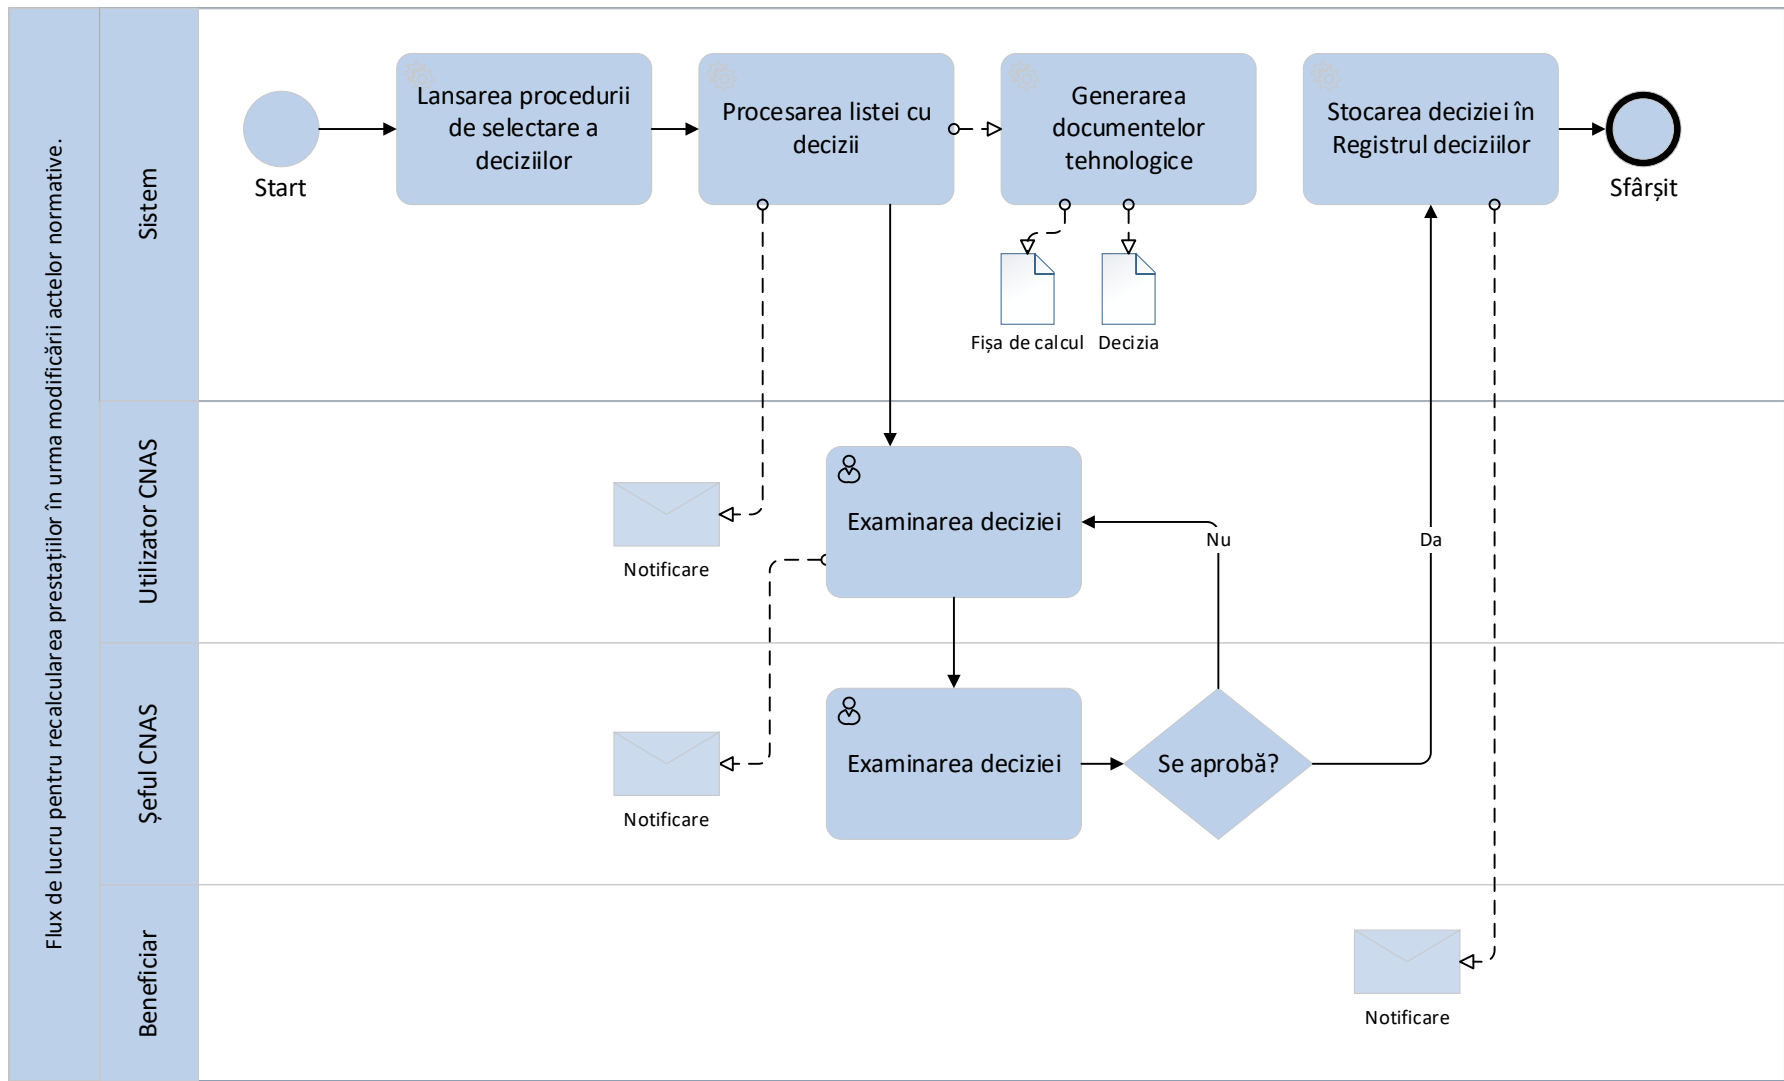 Flux de lucru pentru recalcularea prestațiilor în urma modificării actelor normative.
Sistem
Start
Lansarea procedurii
de selectare a
deciziilor
Procesarea listei cu
decizii
Generarea
documentelor
tehnologice
Stocarea deciziei în
Registrul deciziilor
Sfârșit
Fișa de calcul
Decizia
Utilizator CNAS
Notificare
Examinarea deciziei
Nu
Da
Șeful CNAS
Notificare
Examinarea deciziei
Se aprobă?
Beneficiar
Notificare